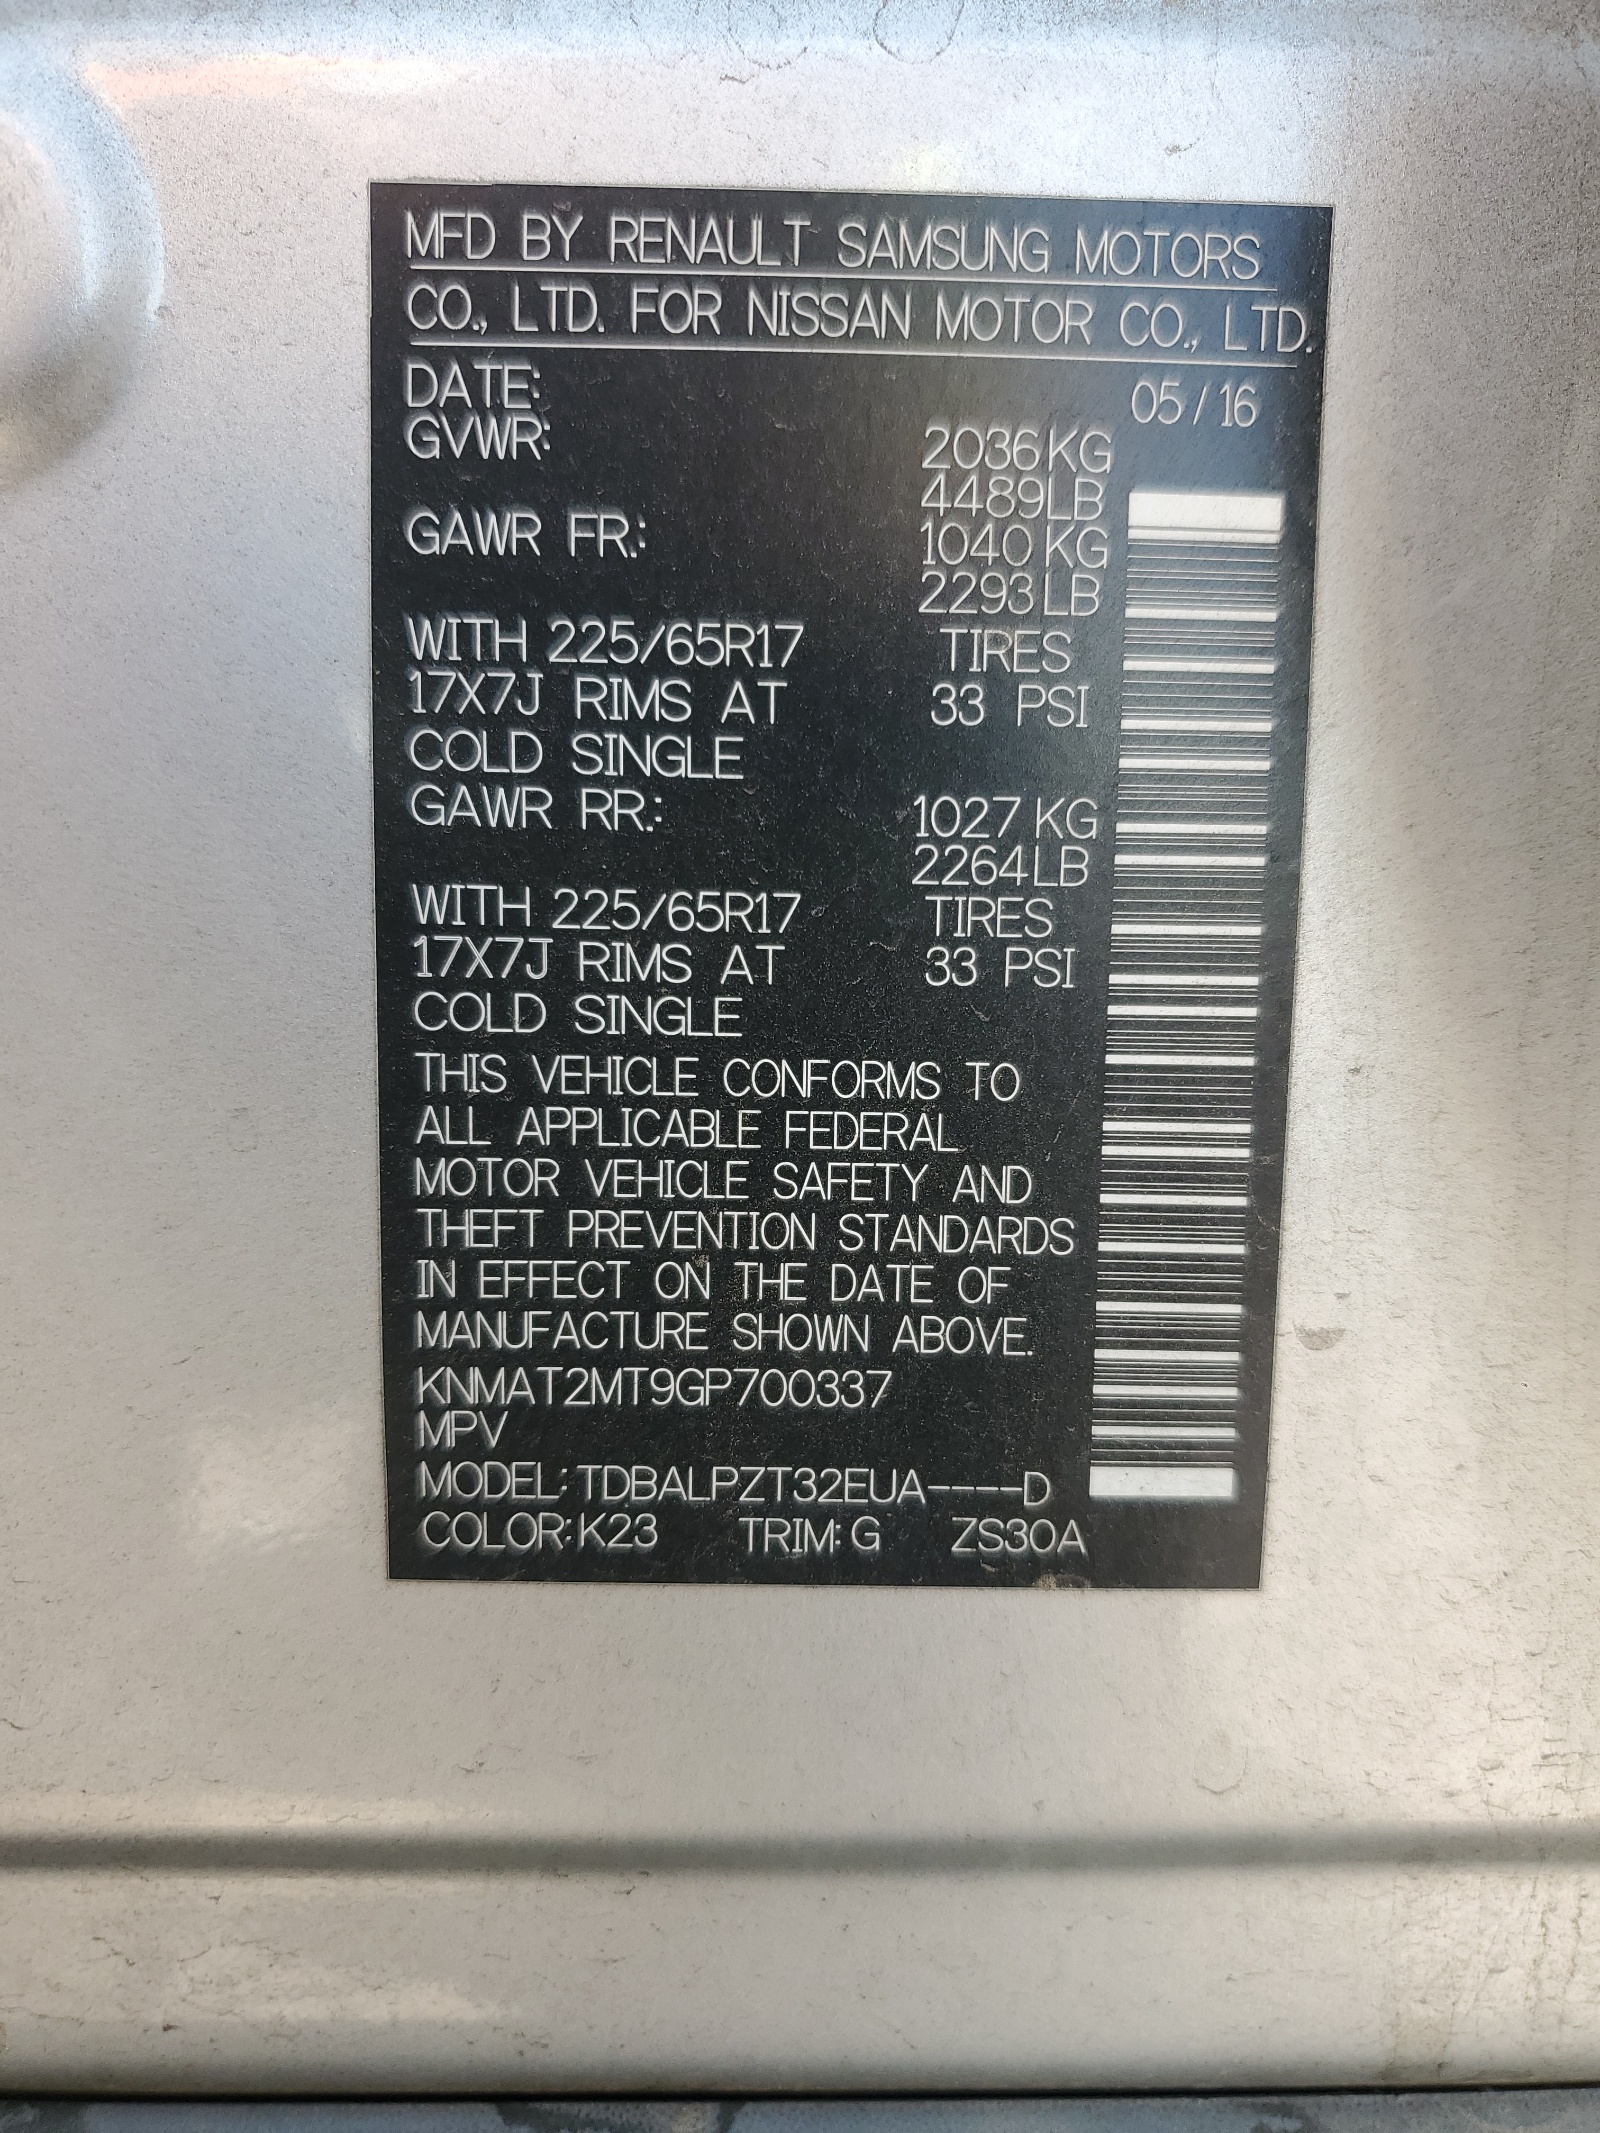 MFD BY RENAULT SAMSUNG MOTORS
CO., LTD. FOR NISSAN MOTOR CO., LTD.
DATE: 05 / 16
GVWR: 2036 KG
4489 LB
GAWR FR.: 1040 KG
2293 LB
WITH 225/65R17 TIRES
17X7J RIMS AT 33 PSI
COLD SINGLE
GAWR RR.: 1027 KG
2264 LB
WITH 225/65R17 TIRES
17X7J RIMS AT 33 PSI
COLD SINGLE
THIS VEHICLE CONFORMS TO
ALL APPLICABLE FEDERAL
MOTOR VEHICLE SAFETY AND
THEFT PREVENTION STANDARDS
IN EFFECT ON THE DATE OF
MANUFACTURE SHOWN ABOVE.
KNMAT2MT9GP700337
MPV
MODEL: TDBALPZT32EUA----D
COLOR: K23 TRIM: G ZS30A